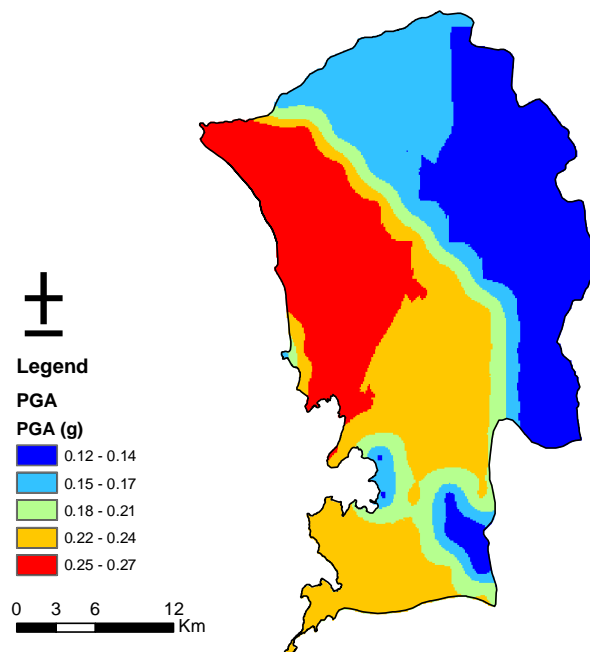 Legend
PGA
PGA (g)
0.12 - 0.14
0.15 - 0.17
0.18 - 0.21
0.22 - 0.24
0.25 - 0.27
0 3 6 12
Km